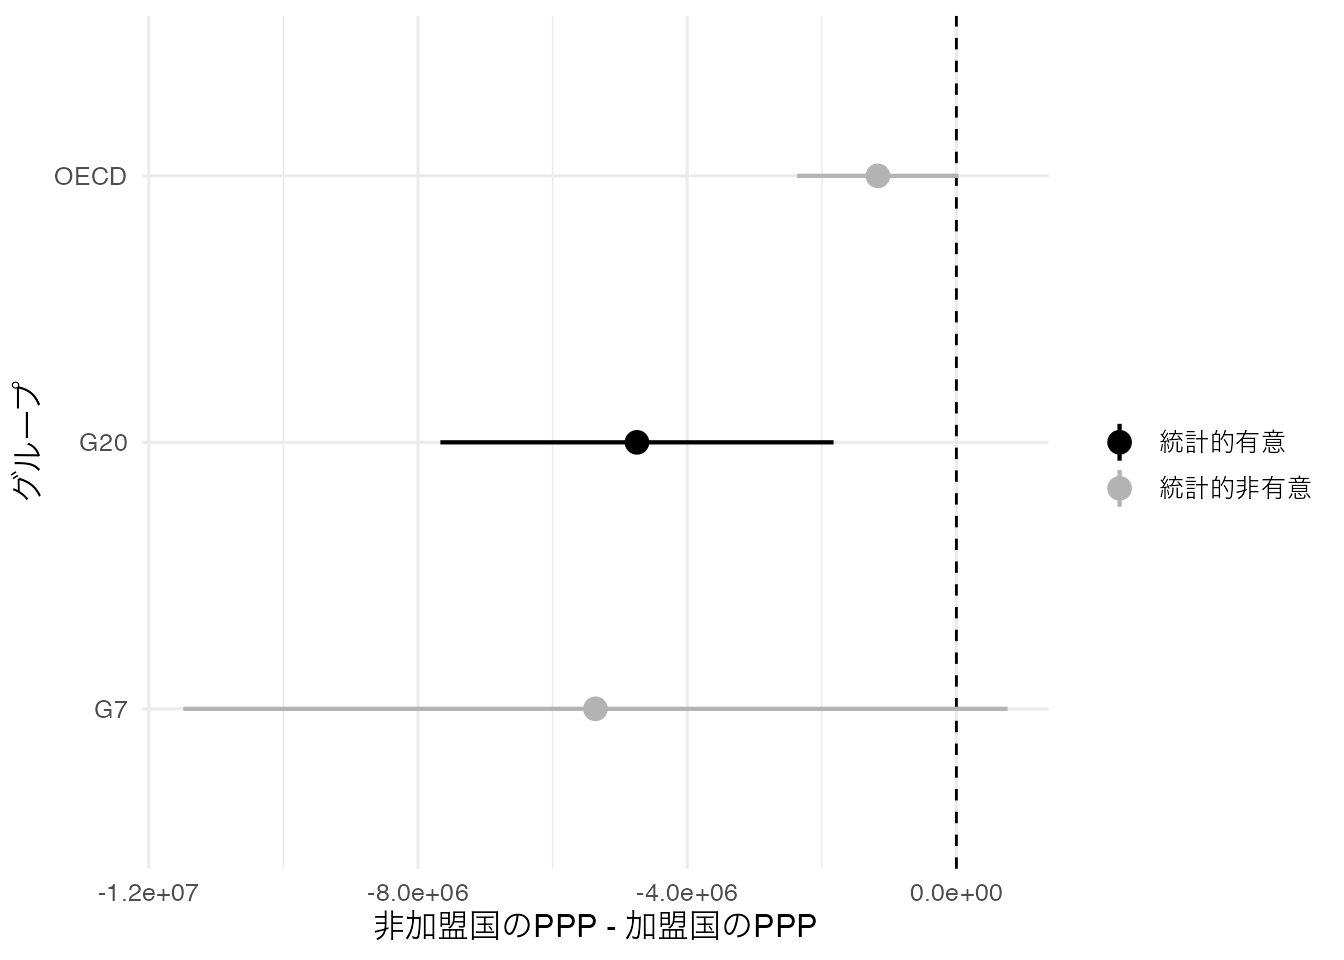 グループ
OECD
G20
G7
-1.2e+07
-8.0e+06
-4.0e+06
0.0e+00
非加盟国のPPP - 加盟国のPPP
統計的有意
統計的非有意